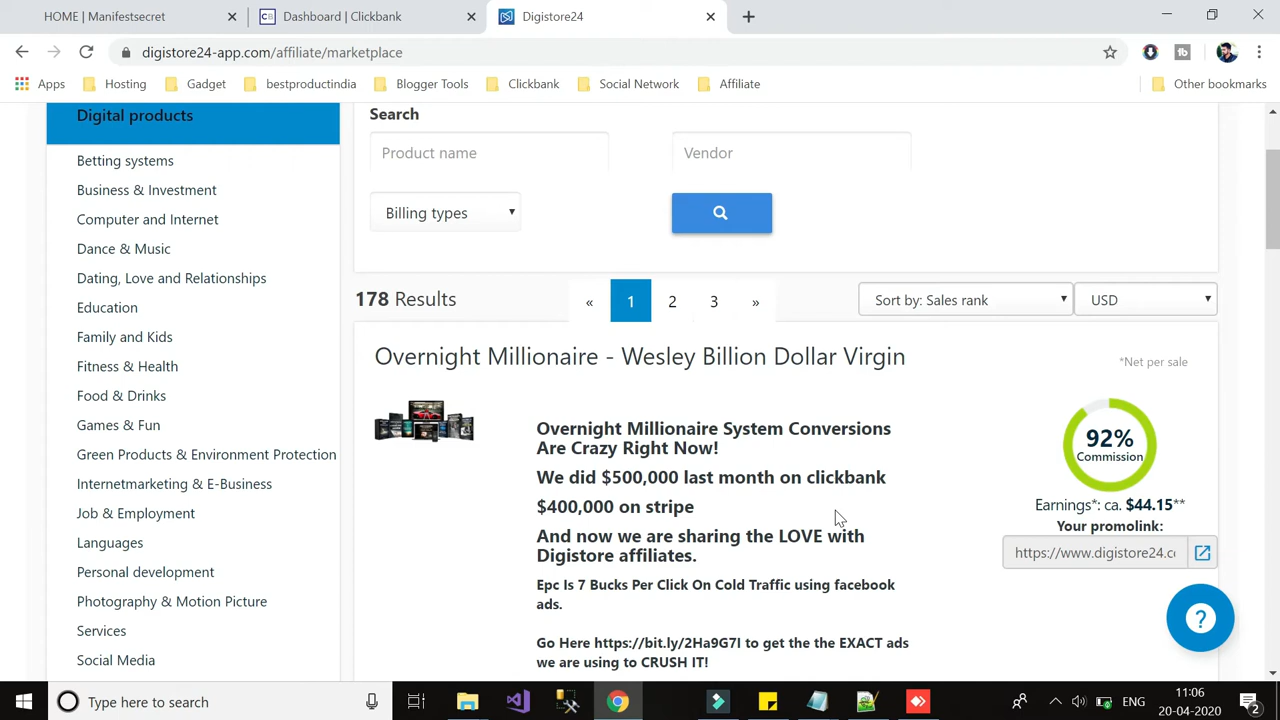 HOME | Manifestsecret
Dashboard | Clickbank
Digistore24
digistore24-app.com/affiliate/marketplace
Apps
Hosting
Gadget
bestproductindia
Blogger Tools
Clickbank
Social Network
Affiliate
Other bookmarks
Digital products
Betting systems
Business & Investment
Computer and Internet
Dance & Music
Dating, Love and Relationships
Education
Family and Kids
Fitness & Health
Food & Drinks
Games & Fun
Green Products & Environment Protection
Internetmarketing & E-Business
Job & Employment
Languages
Personal development
Photography & Motion Picture
Services
Social Media
Search
Product name
Vendor
Billing types
178 Results
« 1 2 3 »
Sort by: Sales rank
USD
Overnight Millionaire - Wesley Billion Dollar Virgin
*Net per sale
Overnight Millionaire System Conversions
Are Crazy Right Now!
We did $500,000 last month on clickbank
$400,000 on stripe
And now we are sharing the LOVE with
Digistore affiliates.
Epc Is 7 Bucks Per Click On Cold Traffic using facebook
ads.
Go Here https://bit.ly/2Ha9G7I to get the the EXACT ads
we are using to CRUSH IT!
92%
Commission
Earnings*: ca. $44.15**
Your promolink:
https://www.digistore24.c
?
Type here to search
ENG
11:06
20-04-2020
2